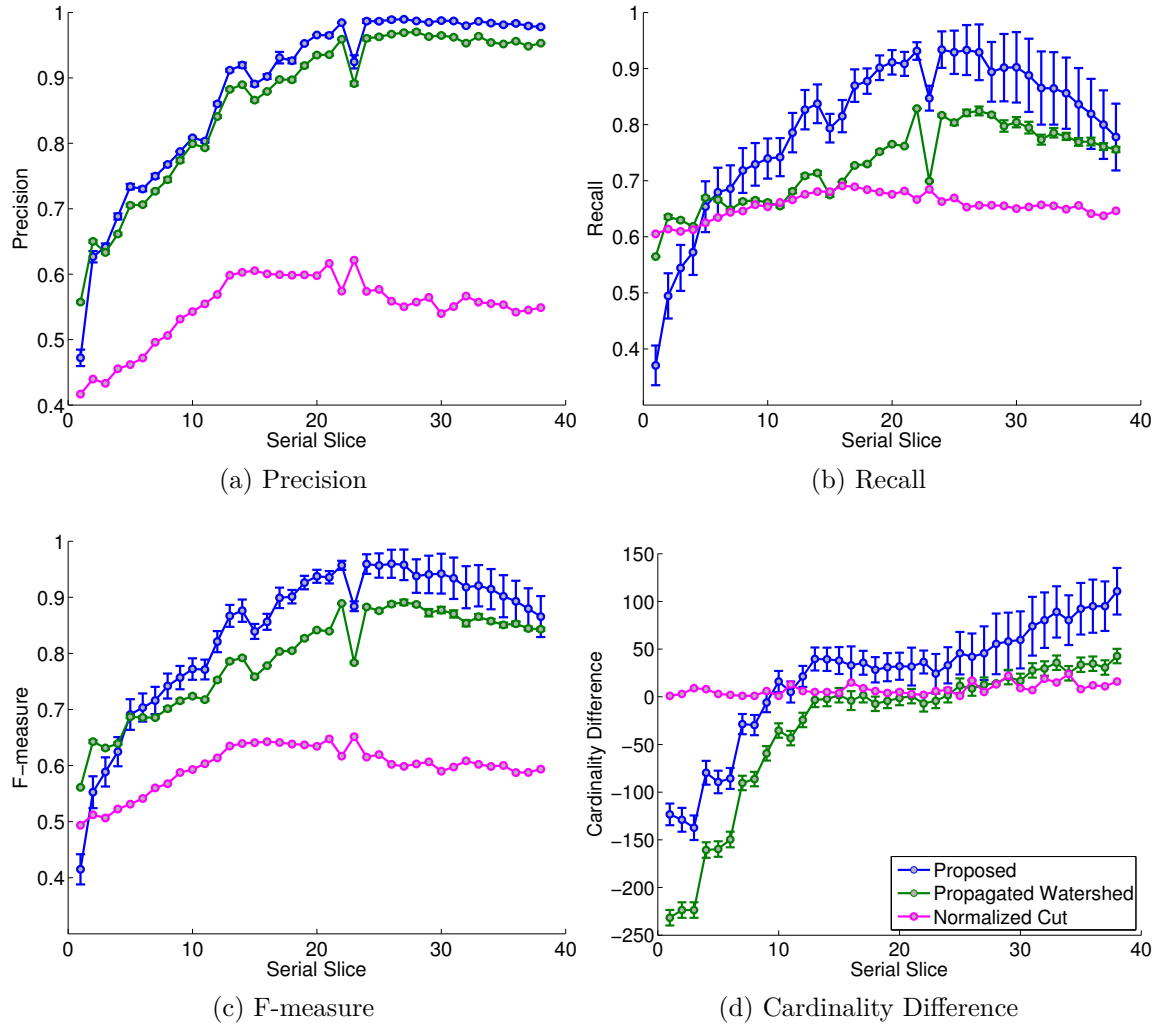 1
0.9
0.8
0.7
0.6
0.5
0.4
0 10 20 30 40
Precision
Serial Slice
(a) Precision
1
0.9
0.8
0.7
0.6
0.5
0.4
0 10 20 30 40
Recall
Serial Slice
(b) Recall
1
0.9
0.8
0.7
0.6
0.5
0.4
0 10 20 30 40
F−measure
Serial Slice
(c) F-measure
150
100
50
0
−50
−100
−150
−200
−250
0 10 20 30 40
Cardinality Difference
Serial Slice
Proposed
Propagated Watershed
Normalized Cut
(d) Cardinality Difference